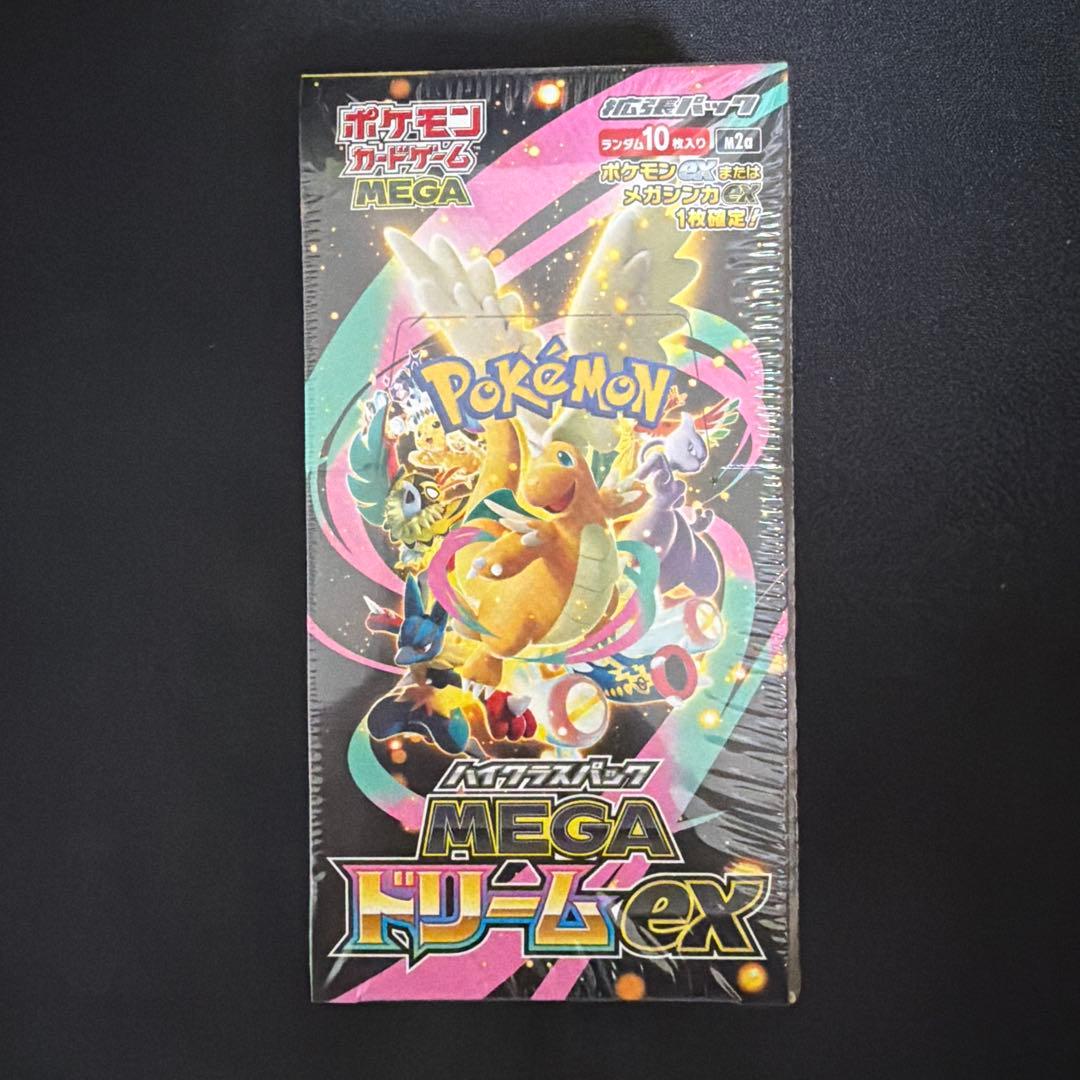 ポケモン
カードゲーム
MEGA
拡張パック
ランダム10枚入り M2a
ポケモンexまたは
メガシンカex
1枚確定!
POKéMON
ハイクラスパック
MEGA
ドリームex